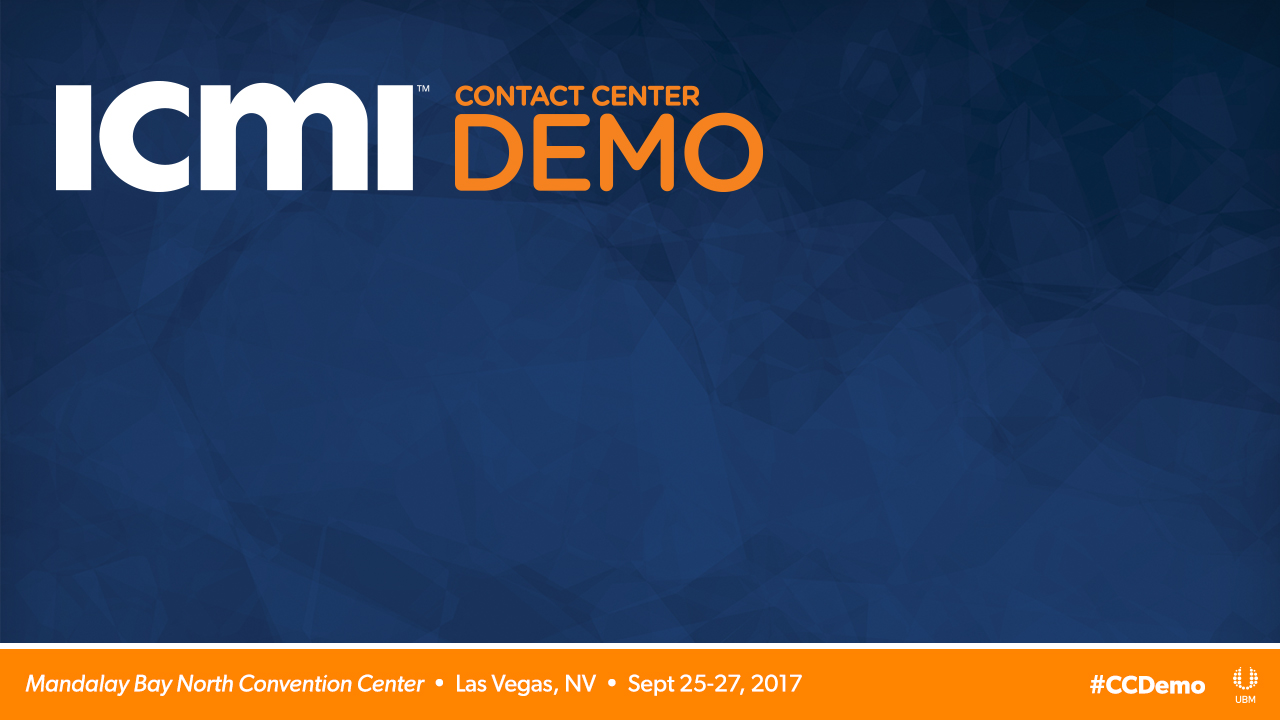 ICMI™ CONTACT CENTER
DEMO
Mandalay Bay North Convention Center • Las Vegas, NV • Sept 25-27, 2017
#CCDemo
UBM